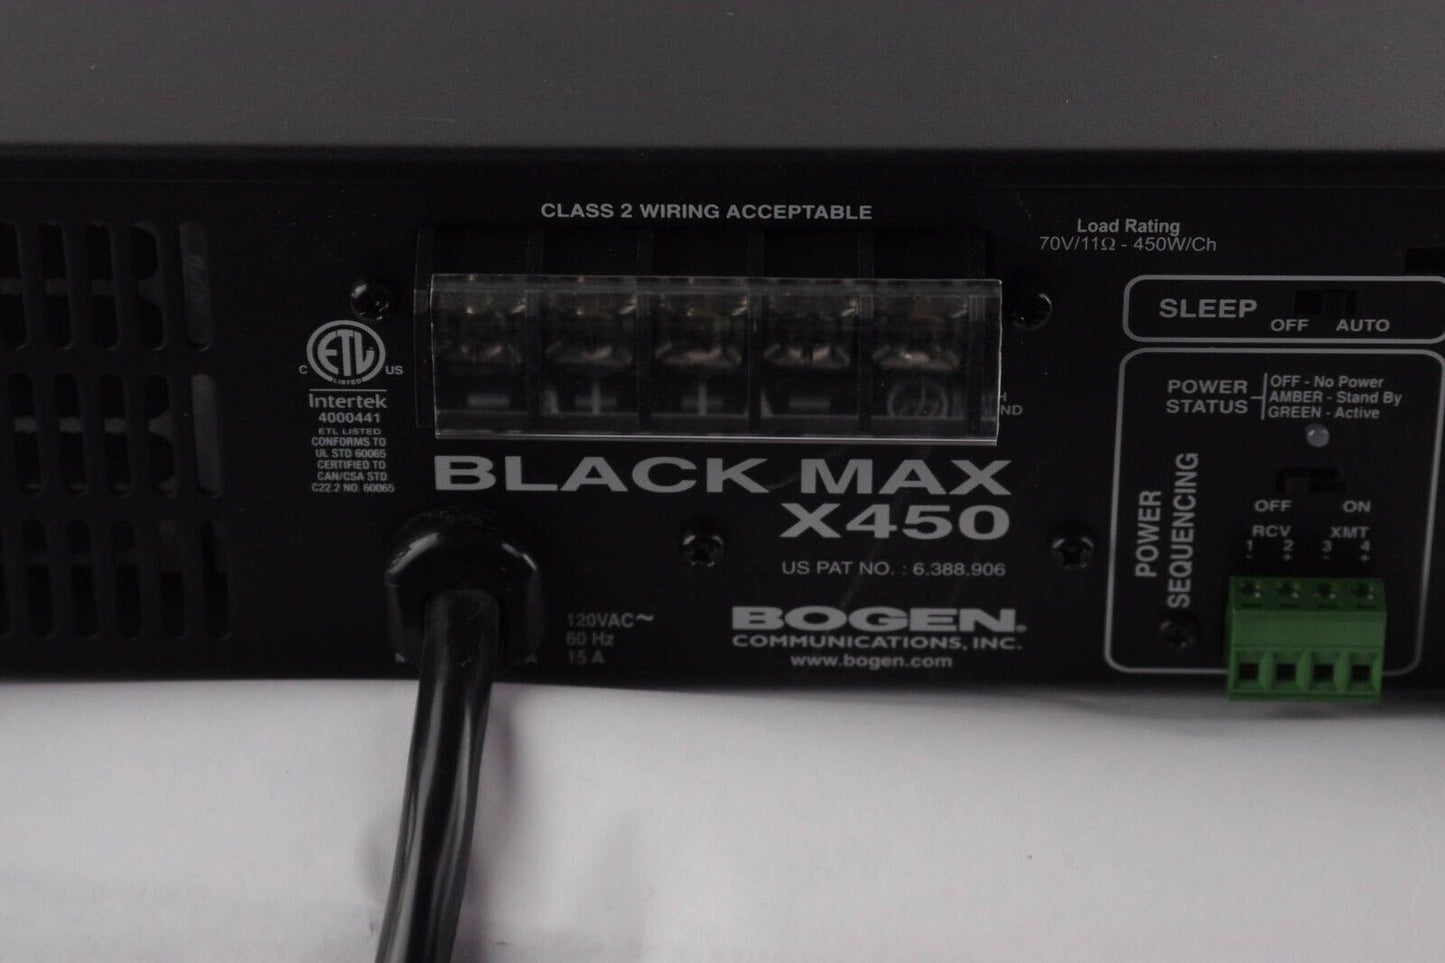 CLASS 2 WIRING ACCEPTABLE
Load Rating
70V/11Ω - 450W/Ch
SLEEP
OFF AUTO
C ETL US
LISTED
Intertek
4000441
ETL LISTED
CONFORMS TO
UL STD 60065
CERTIFIED TO
CAN/CSA STD
C22.2 NO. 60065
POWER
STATUS
OFF - No Power
AMBER - Stand By
GREEN - Active
BLACK MAX
X450
US PAT NO. : 6,388,906
BOGEN®
COMMUNICATIONS, INC.
www.bogen.com
120VAC~
60 Hz
15 A
POWER
SEQUENCING
OFF ON
RCV XMT
1 2 3 4
- + - +